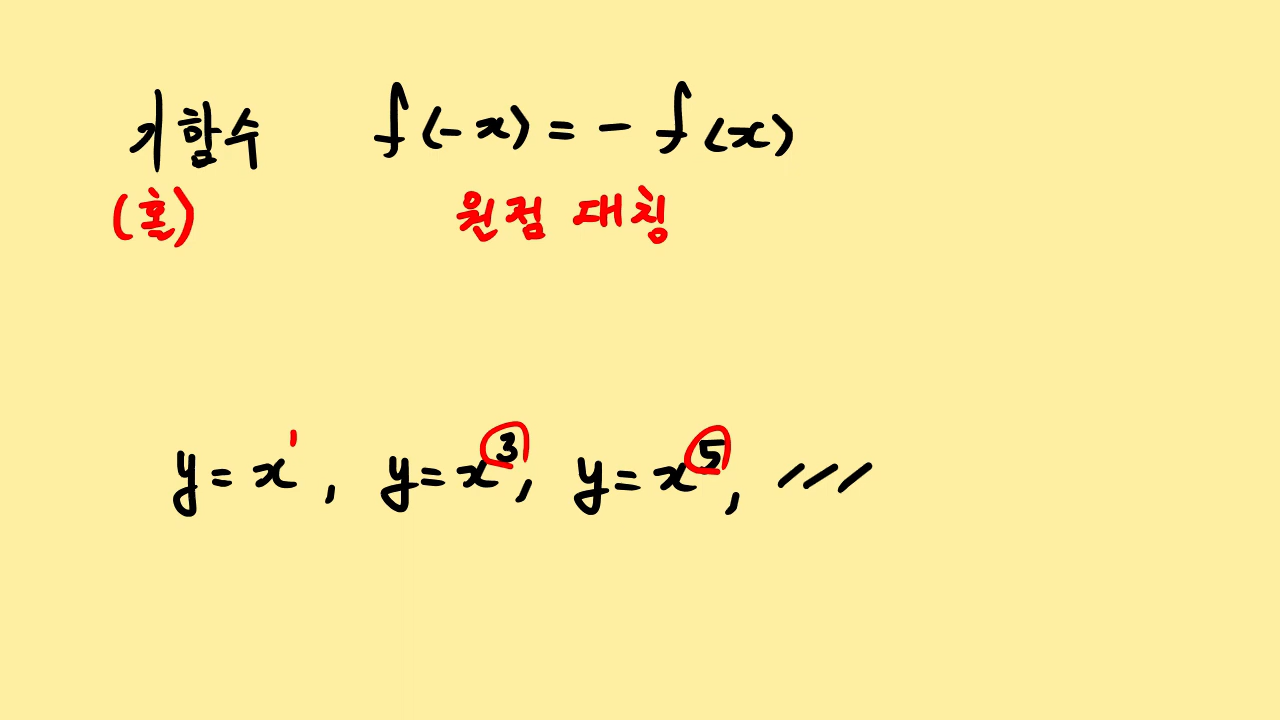 기함수 f(-x) = - f(x)
(홀) 원점 대칭
y = x¹, y = x³, y = x⁵, ///